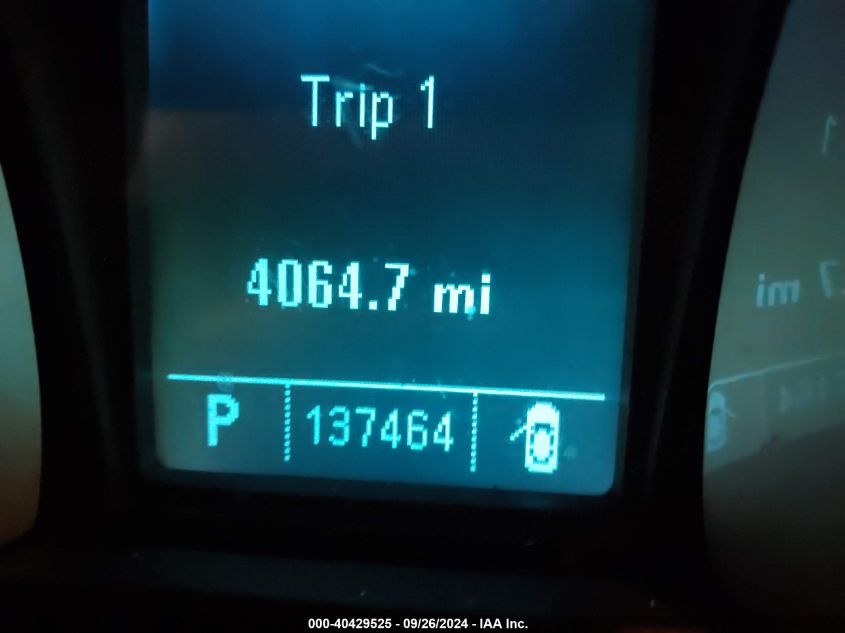 Trip 1
4064.7 mi
P 137464
000-40429525 - 09/26/2024 - IAA Inc.